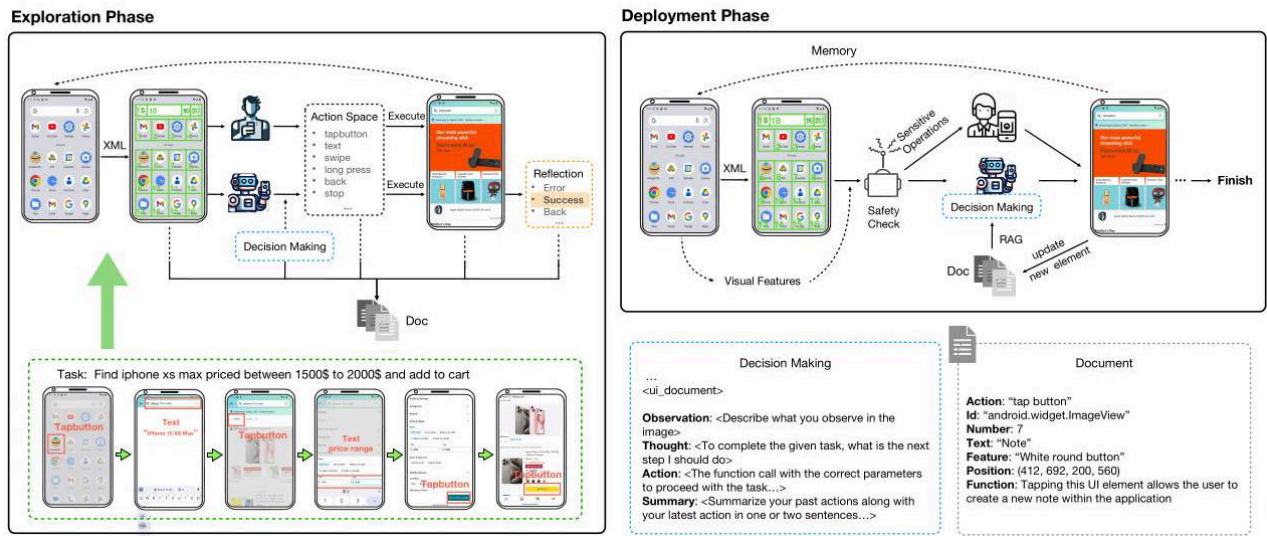 Exploration Phase
XML
Action Space
• tapbutton
• text
• swipe
• long press
• back
• stop
...
Execute
Execute
Reflection
• Error
• Success
• Back
...
Decision Making
Doc
Task: Find iphone xs max priced between 1500$ to 2000$ and add to cart
Tapbutton
Text
"iPhone 15 XS Max"
Tapbutton
Text
price range
Tapbutton
Tapbutton
Deployment Phase
Memory
XML
Visual Features
Safety
Check
Sensitive
Operations
Decision Making
RAG
Doc
update
new element
... Finish
Decision Making
...
<ui_document>
Observation: <Describe what you observe in the
image>
Thought: <To complete the given task, what is the next
step I should do>
Action: <The function call with the correct parameters
to proceed with the task...>
Summary: <Summarize your past actions along with
your latest action in one or two sentences...>
Document
Action: “tap button”
Id: “android.widget.ImageView”
Number: 7
Text: “Note”
Feature: “White round button”
Position: (412, 692, 200, 560)
Function: Tapping this UI element allows the user to
create a new note within the application